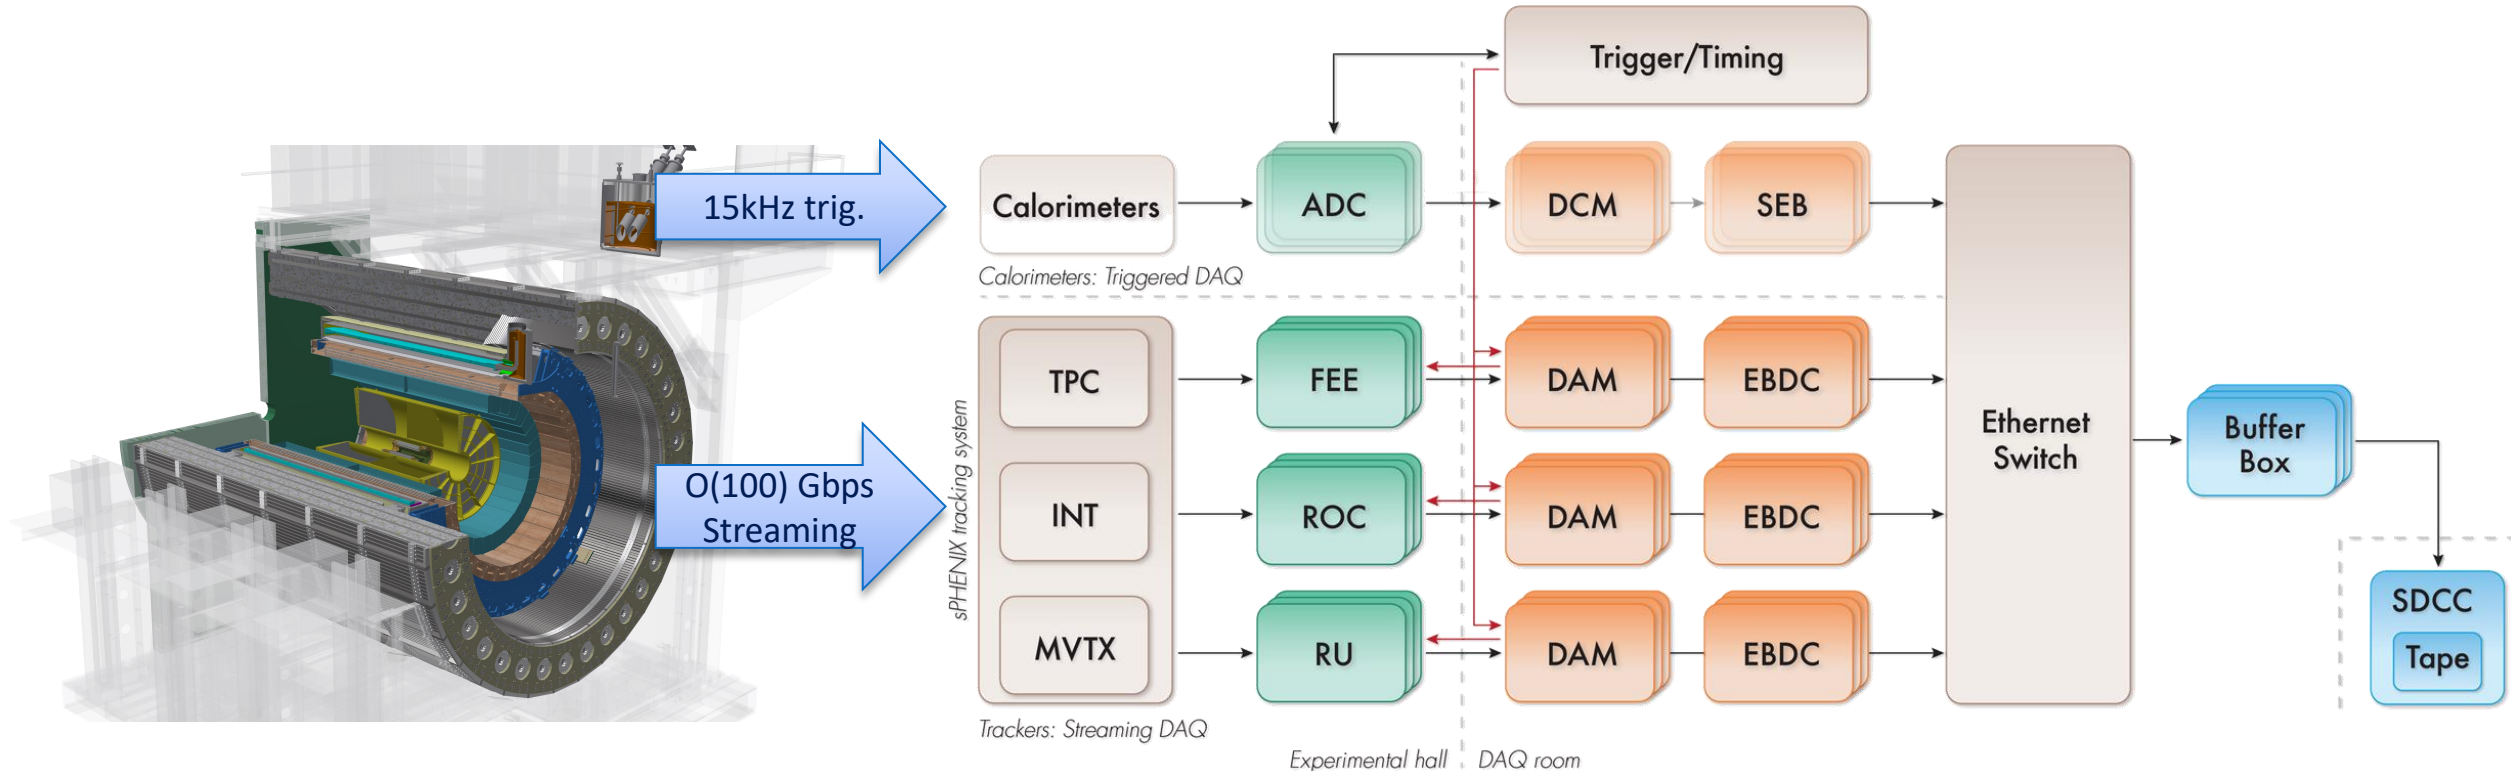 Trigger/Timing
15kHz trig.
Calorimeters
ADC
DCM
SEB
Calorimeters: Triggered DAQ
O(100) Gbps
Streaming
sPHENIX tracking system
TPC
FEE
DAM
EBDC
INT
ROC
DAM
EBDC
MVTX
RU
DAM
EBDC
Trackers: Streaming DAQ
Experimental hall
DAQ room
Ethernet
Switch
Buffer
Box
SDCC
Tape